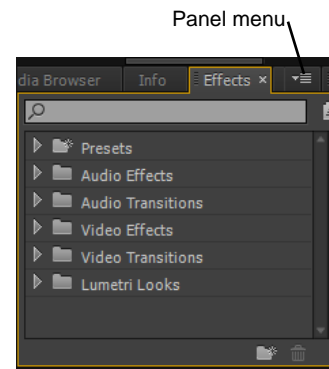 Panel menu
dia Browser Info Effects ×
Presets
Audio Effects
Audio Transitions
Video Effects
Video Transitions
Lumetri Looks